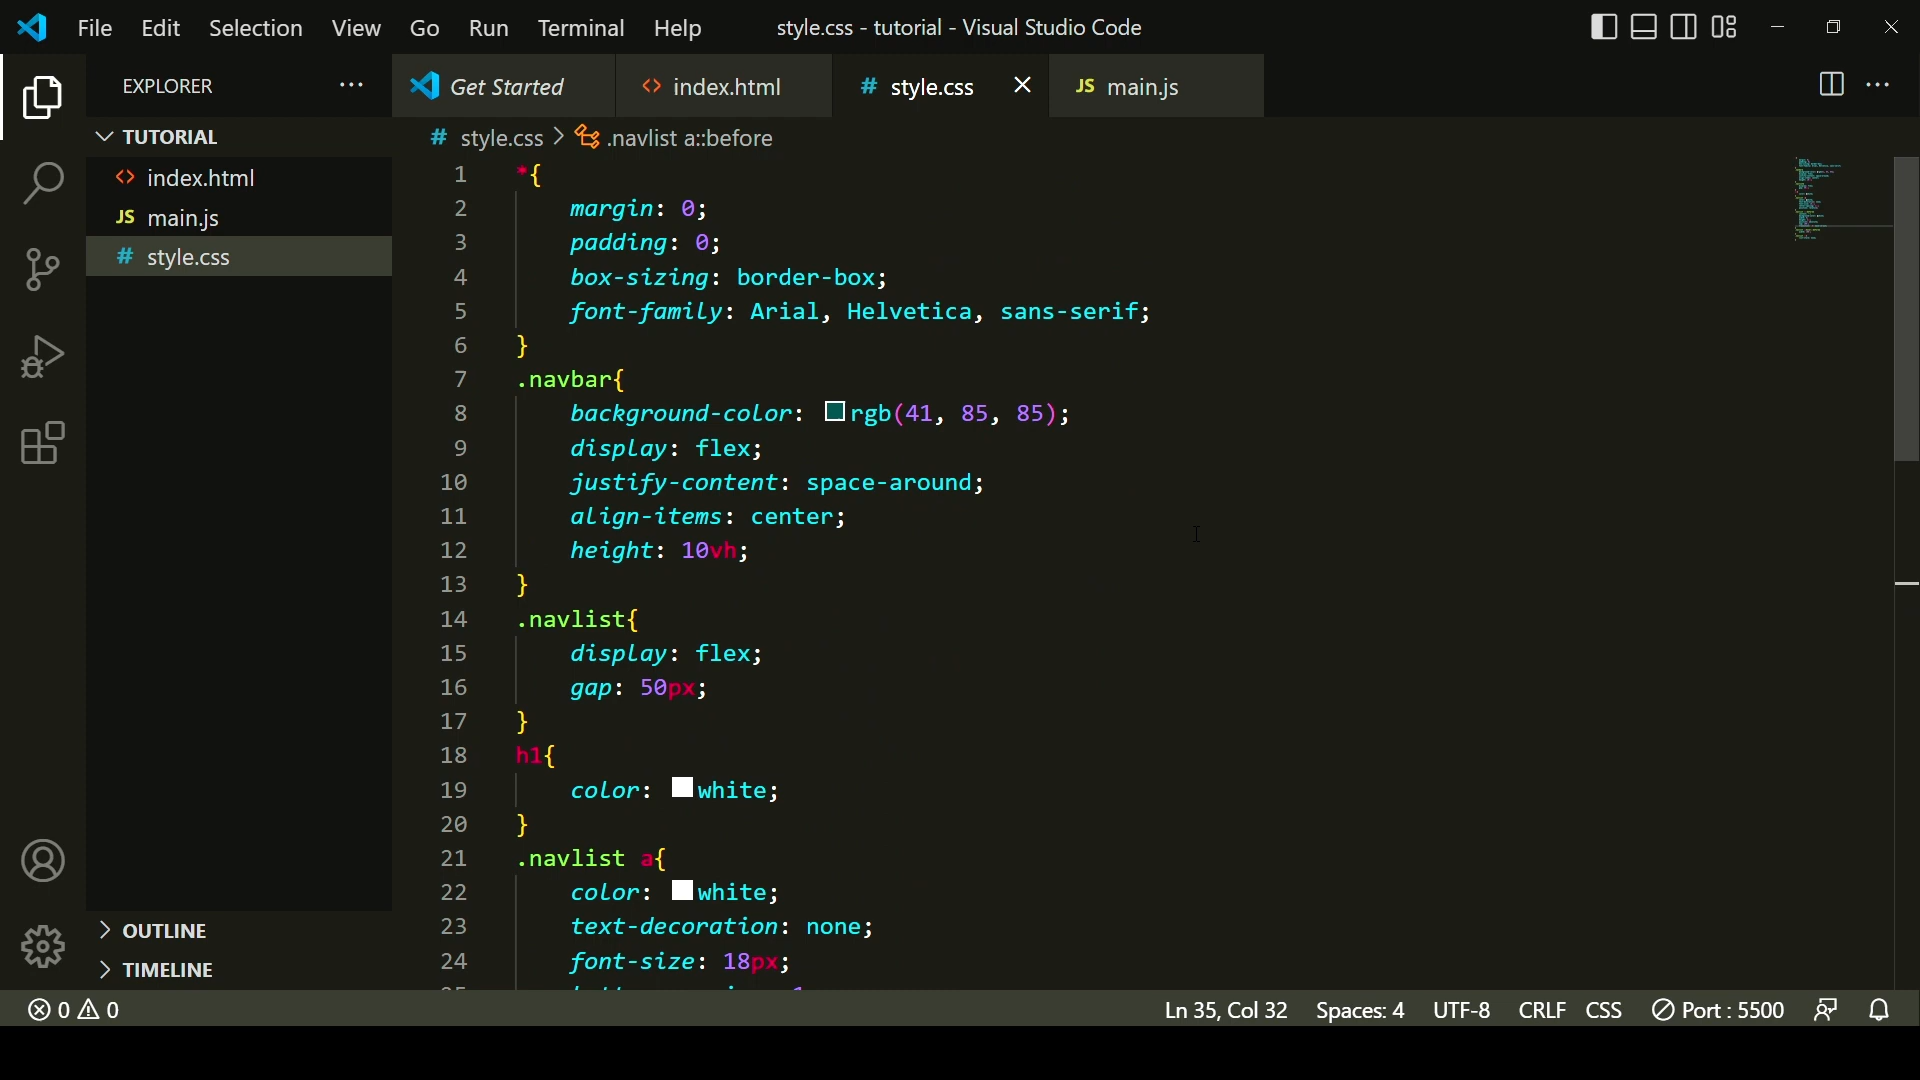 File Edit Selection View Go Run Terminal Help style.css - tutorial - Visual Studio Code
EXPLORER
Get Started
<> index.html
# style.css
JS main.js
TUTORIAL
<> index.html
JS main.js
# style.css
# style.css > .navlist a::before
1 *{
2 margin: 0;
3 padding: 0;
4 box-sizing: border-box;
5 font-family: Arial, Helvetica, sans-serif;
6 }
7 .navbar{
8 background-color: rgb(41, 85, 85);
9 display: flex;
10 justify-content: space-around;
11 align-items: center;
12 height: 10vh;
13 }
14 .navlist{
15 display: flex;
16 gap: 50px;
17 }
18 h1{
19 color: white;
20 }
21 .navlist a{
22 color: white;
23 text-decoration: none;
24 font-size: 18px;
OUTLINE
TIMELINE
0 0 Ln 35, Col 32 Spaces: 4 UTF-8 CRLF CSS Port : 5500